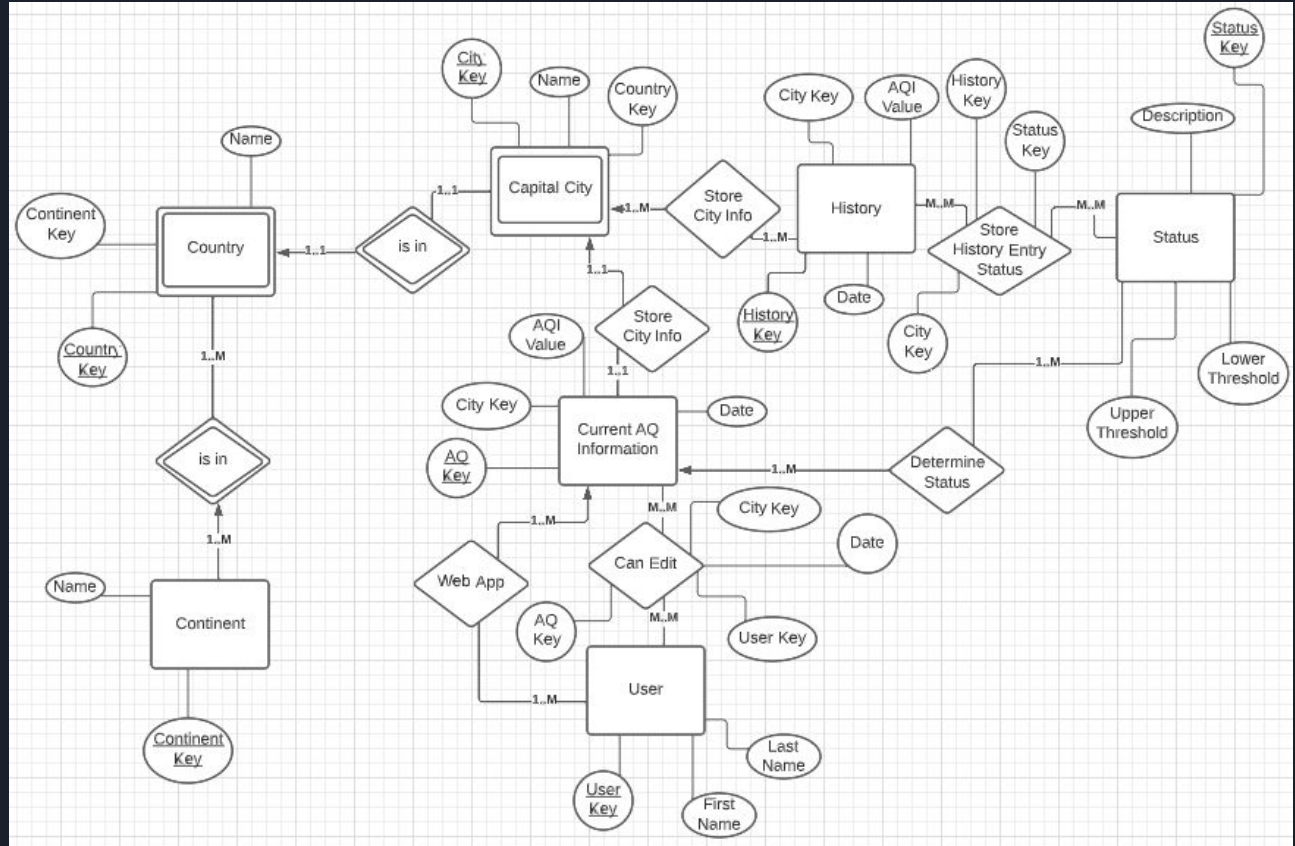 Status
Key
City
Key
Name
Country
Key
City Key
AQI
Value
History
Key
Status
Key
Description
Name
Continent
Key
Country
Country
Key
1..1
is in
1..1
Capital City
Store
City Info
1..M
1..M
History
History
Key
Date
M..M
Store
History Entry
Status
M..M
City
Key
Status
Lower
Threshold
Upper
Threshold
1..M
1..1
Store
City Info
1..1
AQI
Value
City Key
AQ
Key
Current AQ
Information
Date
Determine
Status
1..M
1..M
is in
1..M
Name
Continent
Continent
Key
1..M
Web App
1..M
M..M
Can Edit
M..M
City Key
Date
AQ
Key
User Key
User
User
Key
First
Name
Last
Name